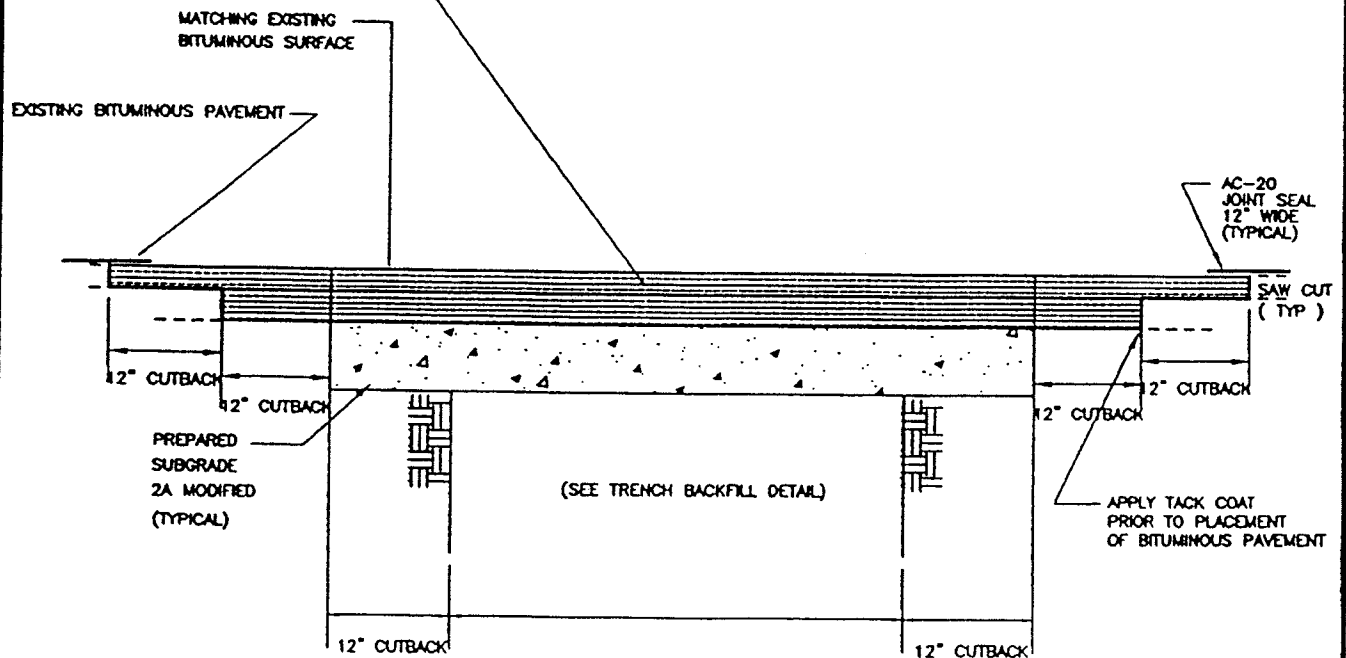 MATCHING EXISTING
BITUMINOUS SURFACE
EXISTING BITUMINOUS PAVEMENT
AC-20
JOINT SEAL
12" WIDE
(TYPICAL)
SAW CUT
( TYP )
12" CUTBACK
12" CUTBACK
12" CUTBACK
12" CUTBACK
PREPARED
SUBGRADE
2A MODIFIED
(TYPICAL)
(SEE TRENCH BACKFILL DETAIL)
APPLY TACK COAT
PRIOR TO PLACEMENT
OF BITUMINOUS PAVEMENT
12" CUTBACK
12" CUTBACK